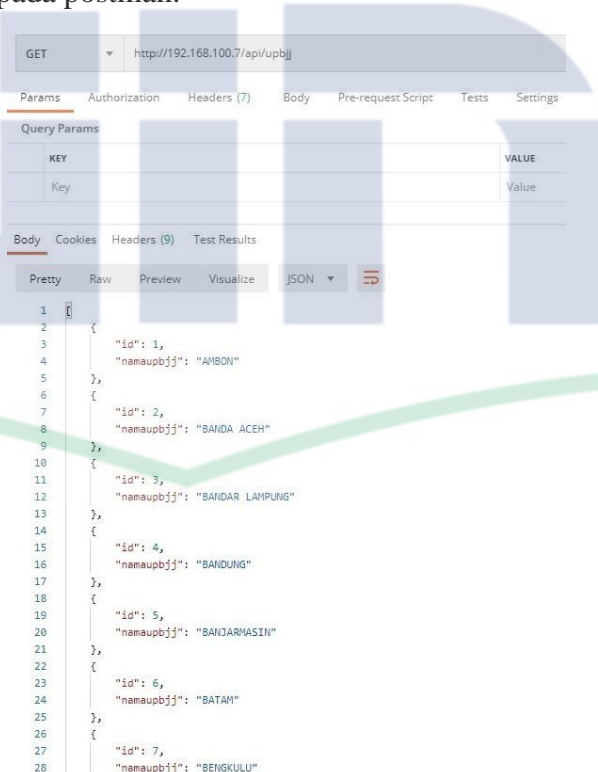 pada postman.
GET http://192.168.100.7/api/upbjj
Params Authorization Headers (7) Body Pre-request Script Tests Settings
Query Params
KEY VALUE
Key Value
Body Cookies Headers (9) Test Results
Pretty Raw Preview Visualize JSON
1 [
2 {
3 "id": 1,
4 "namaupbjj": "AMBON"
5 },
6 {
7 "id": 2,
8 "namaupbjj": "BANDA ACEH"
9 },
10 {
11 "id": 3,
12 "namaupbjj": "BANDAR LAMPUNG"
13 },
14 {
15 "id": 4,
16 "namaupbjj": "BANDUNG"
17 },
18 {
19 "id": 5,
20 "namaupbjj": "BANJARMASIN"
21 },
22 {
23 "id": 6,
24 "namaupbjj": "BATAM"
25 },
26 {
27 "id": 7,
28 "namaupbjj": "BENGKULU"